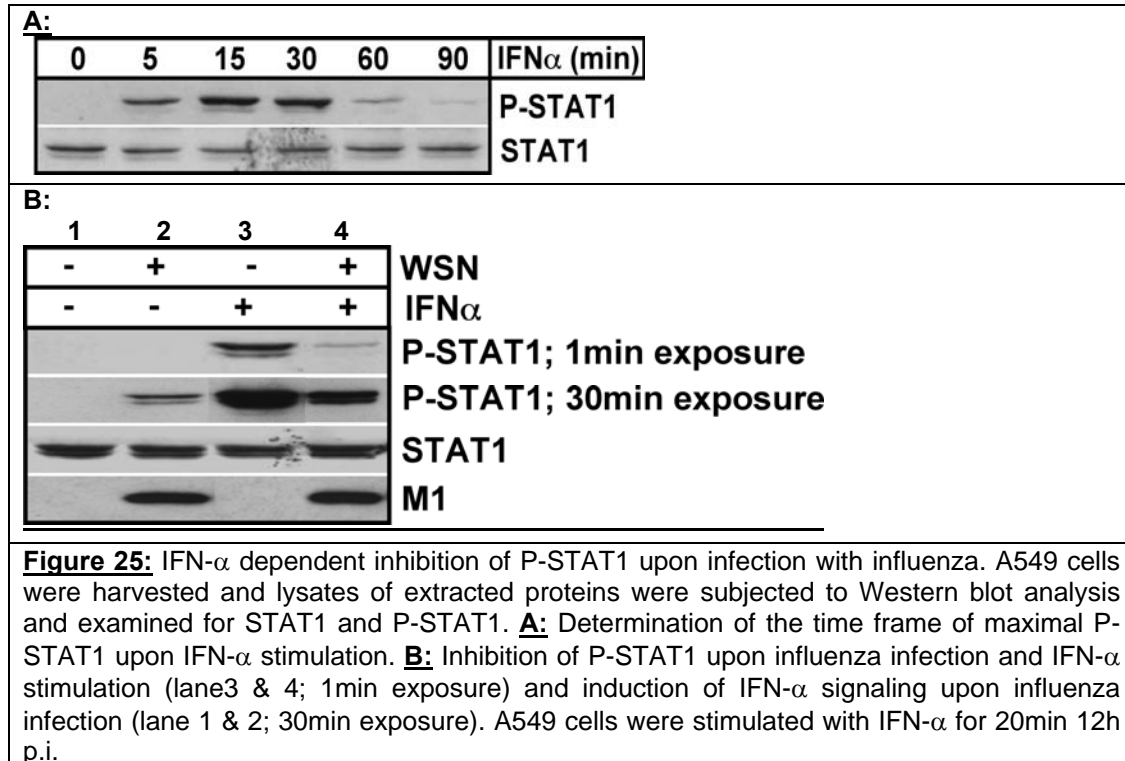 A:
0 5 15 30 60 90 IFNα (min)
P-STAT1
STAT1
B:
1 2 3 4
- + - + WSN
- - + + IFNα
P-STAT1; 1min exposure
P-STAT1; 30min exposure
STAT1
M1
Figure 25: IFN-α dependent inhibition of P-STAT1 upon infection with influenza. A549 cells
were harvested and lysates of extracted proteins were subjected to Western blot analysis
and examined for STAT1 and P-STAT1. A: Determination of the time frame of maximal P-
STAT1 upon IFN-α stimulation. B: Inhibition of P-STAT1 upon influenza infection and IFN-α
stimulation (lane3 & 4; 1min exposure) and induction of IFN-α signaling upon influenza
infection (lane 1 & 2; 30min exposure). A549 cells were stimulated with IFN-α for 20min 12h
p.i.